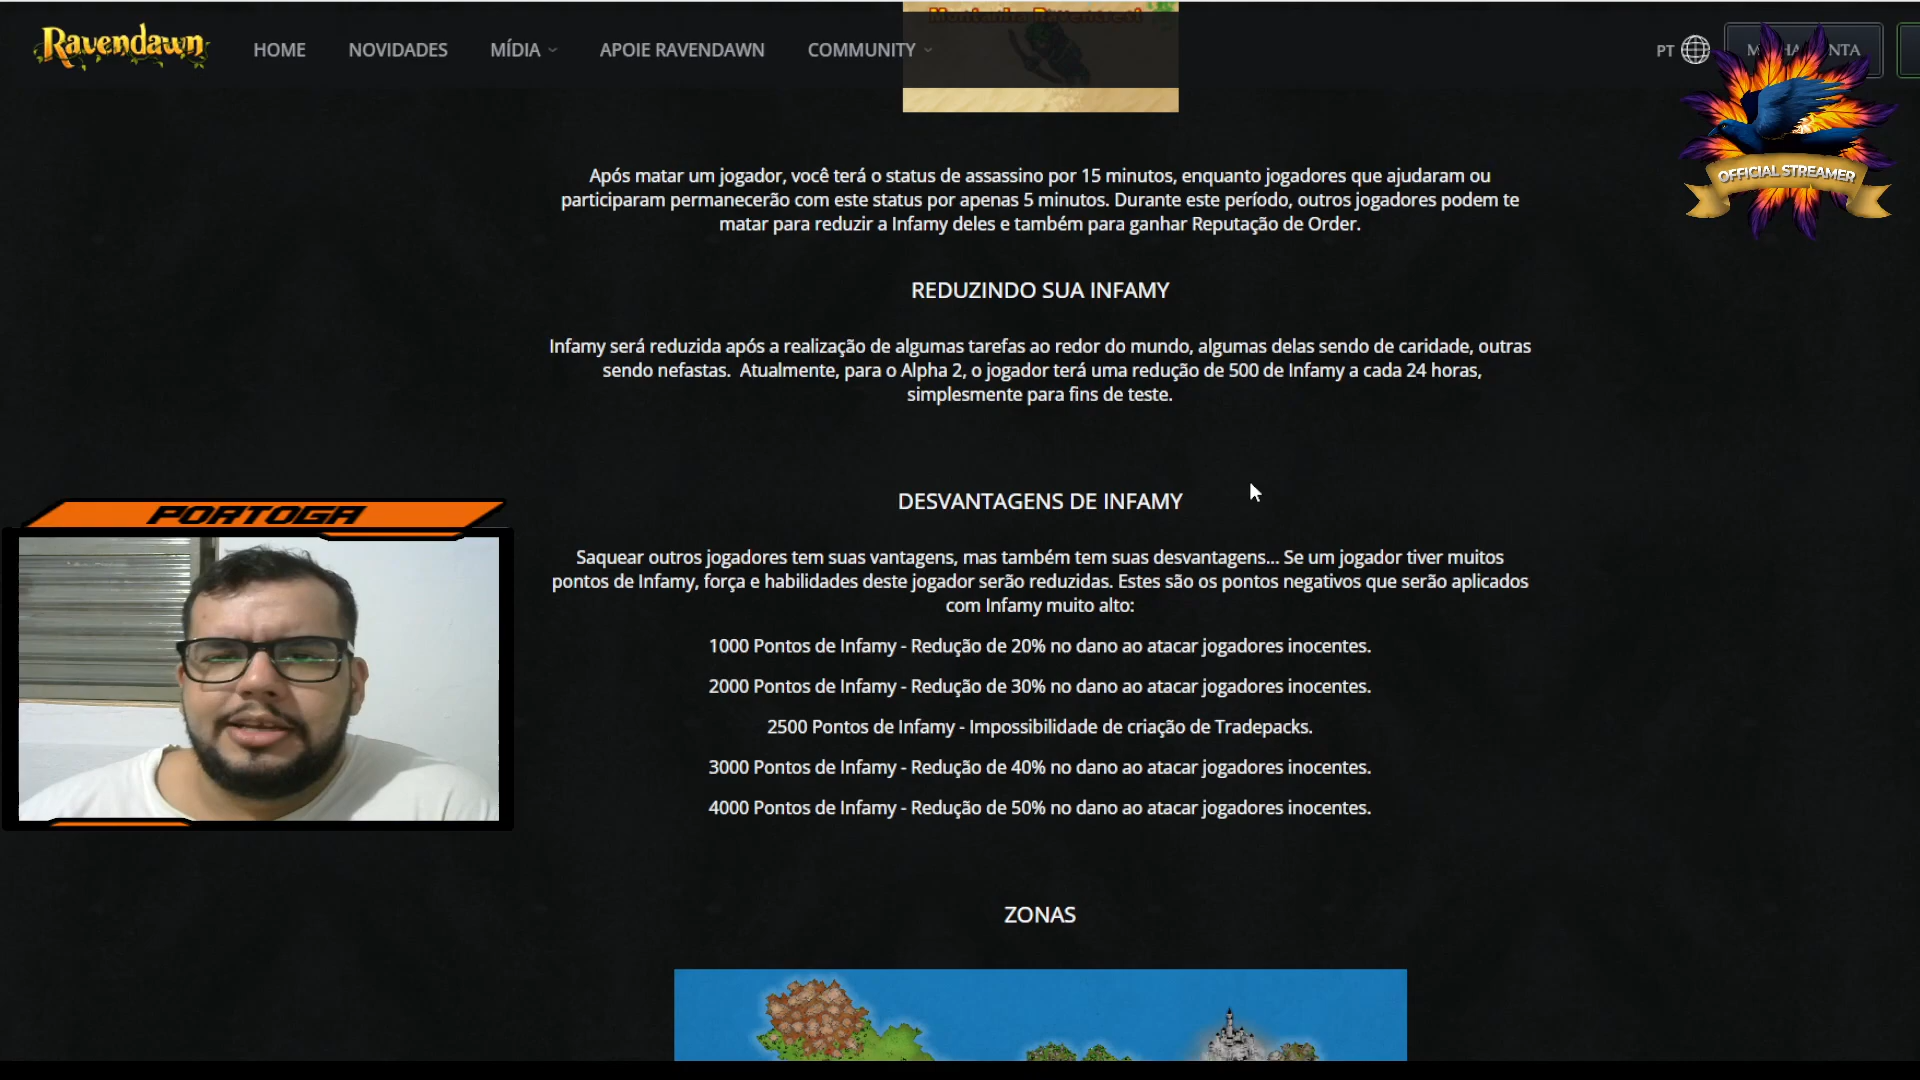 Montanha Ravencrest
Ravendawn
HOME
NOVIDADES
MÍDIA
APOIE RAVENDAWN
COMMUNITY
PT
OFFICIAL STREAMER
Após matar um jogador, você terá o status de assassino por 15 minutos, enquanto jogadores que ajudaram ou
participaram permanecerão com este status por apenas 5 minutos. Durante este período, outros jogadores podem te
matar para reduzir a Infamy deles e também para ganhar Reputação de Order.
REDUZINDO SUA INFAMY
Infamy será reduzida após a realização de algumas tarefas ao redor do mundo, algumas delas sendo de caridade, outras
sendo nefastas. Atualmente, para o Alpha 2, o jogador terá uma redução de 500 de Infamy a cada 24 horas,
simplesmente para fins de teste.
DESVANTAGENS DE INFAMY
PORTOGA
Saquear outros jogadores tem suas vantagens, mas também tem suas desvantagens... Se um jogador tiver muitos
pontos de Infamy, força e habilidades deste jogador serão reduzidas. Estes são os pontos negativos que serão aplicados
com Infamy muito alto:
1000 Pontos de Infamy - Redução de 20% no dano ao atacar jogadores inocentes.
2000 Pontos de Infamy - Redução de 30% no dano ao atacar jogadores inocentes.
2500 Pontos de Infamy - Impossibilidade de criação de Tradepacks.
3000 Pontos de Infamy - Redução de 40% no dano ao atacar jogadores inocentes.
4000 Pontos de Infamy - Redução de 50% no dano ao atacar jogadores inocentes.
ZONAS